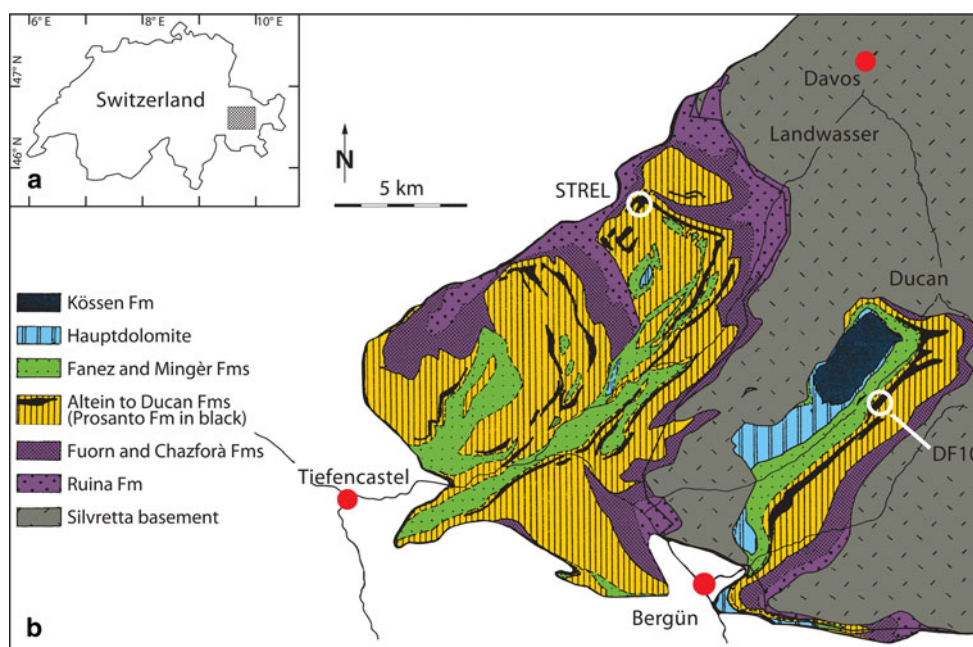 6° E
8° E
10° E
47° N
46° N
Switzerland
a
N
5 km
Davos
Landwasser
STREL
Ducan
Kössen Fm
Hauptdolomite
Fanez and Mingèr Fms
Altein to Ducan Fms
(Prosanto Fm in black)
Fuorn and Chazforà Fms
Ruina Fm
Silvretta basement
Tiefencastel
DF10
Bergün
b